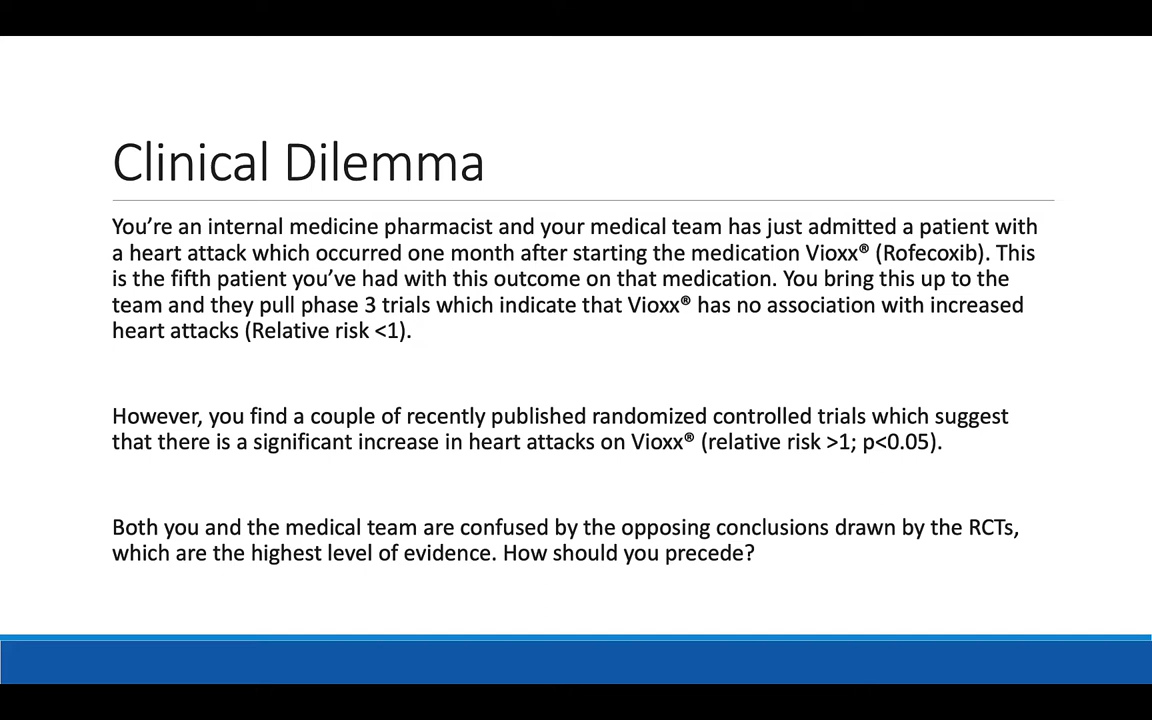 Clinical Dilemma
You’re an internal medicine pharmacist and your medical team has just admitted a patient with
a heart attack which occurred one month after starting the medication Vioxx® (Rofecoxib). This
is the fifth patient you’ve had with this outcome on that medication. You bring this up to the
team and they pull phase 3 trials which indicate that Vioxx® has no association with increased
heart attacks (Relative risk <1).
However, you find a couple of recently published randomized controlled trials which suggest
that there is a significant increase in heart attacks on Vioxx® (relative risk >1; p<0.05).
Both you and the medical team are confused by the opposing conclusions drawn by the RCTs,
which are the highest level of evidence. How should you precede?